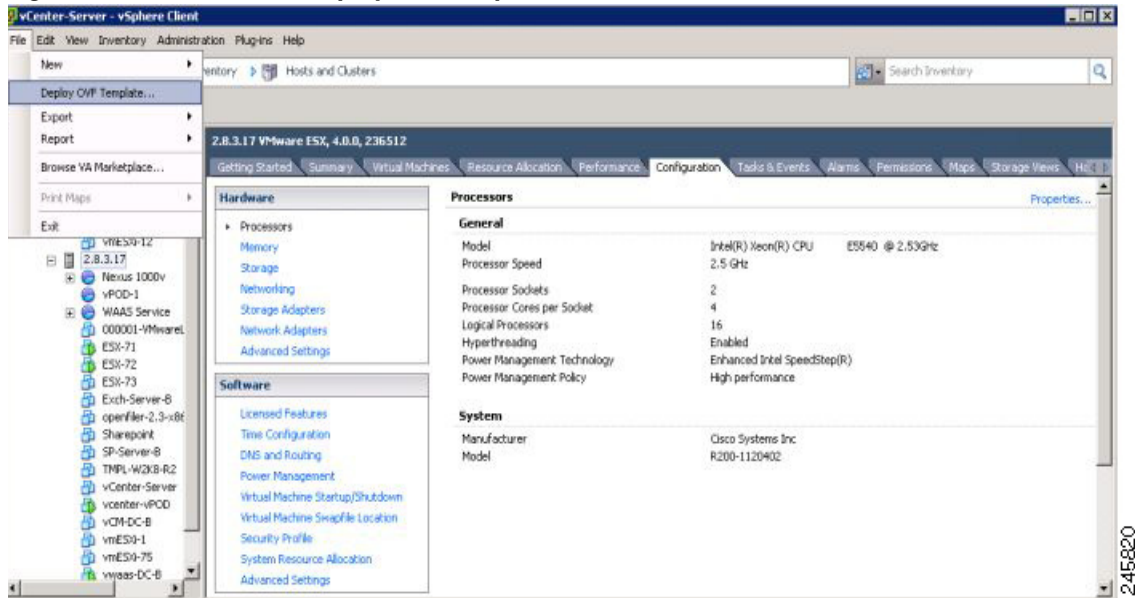 vCenter-Server - vSphere Client
File Edit View Inventory Administration Plug-ins Help
New
entory Hosts and Clusters
Search Inventory
Deploy OVF Template...
Export
Report
Browse VA Marketplace...
Print Maps
Exit
2.8.3.17 VMware ESX, 4.0.0, 236512
Getting Started Summary Virtual Machines Resource Allocation Performance Configuration Tasks & Events Alarms Permissions Maps Storage Views
vmESXi-12
2.8.3.17
Nexus 1000v
vPOD-1
WAAS Service
000001-VMwareL
ESX-71
ESX-72
ESX-73
Exch-Server-B
openfiler-2.3-x86
Sharepoint
SP-Server-B
TMPL-W2K8-R2
vCenter-Server
vcenter-vPOD
vCM-DC-B
vmESXi-1
vmESXi-75
vwaas-DC-B
Hardware
Processors
Memory
Storage
Networking
Storage Adapters
Network Adapters
Advanced Settings
Software
Licensed Features
Time Configuration
DNS and Routing
Power Management
Virtual Machine Startup/Shutdown
Virtual Machine Swapfile Location
Security Profile
System Resource Allocation
Advanced Settings
Processors
Properties...
General
Model Intel(R) Xeon(R) CPU E5540 @ 2.53GHz
Processor Speed 2.5 GHz
Processor Sockets 2
Processor Cores per Socket 4
Logical Processors 16
Hyperthreading Enabled
Power Management Technology Enhanced Intel SpeedStep(R)
Power Management Policy High performance
System
Manufacturer Cisco Systems Inc
Model R200-1120402
245820